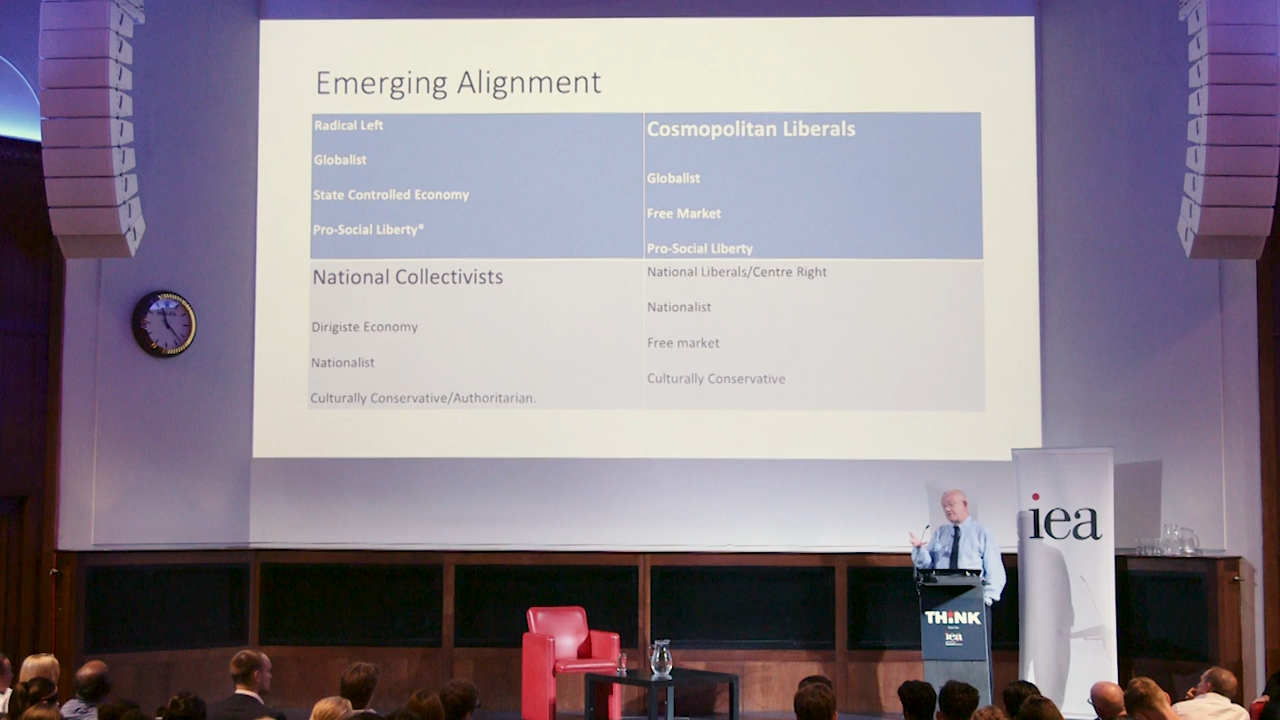 Emerging Alignment
Radical Left
Globalist
State Controlled Economy
Pro-Social Liberty*
Cosmopolitan Liberals
Globalist
Free Market
Pro-Social Liberty
National Collectivists
Dirigiste Economy
Nationalist
Culturally Conservative/Authoritarian.
National Liberals/Centre Right
Nationalist
Free market
Culturally Conservative
iea
THINK
iea